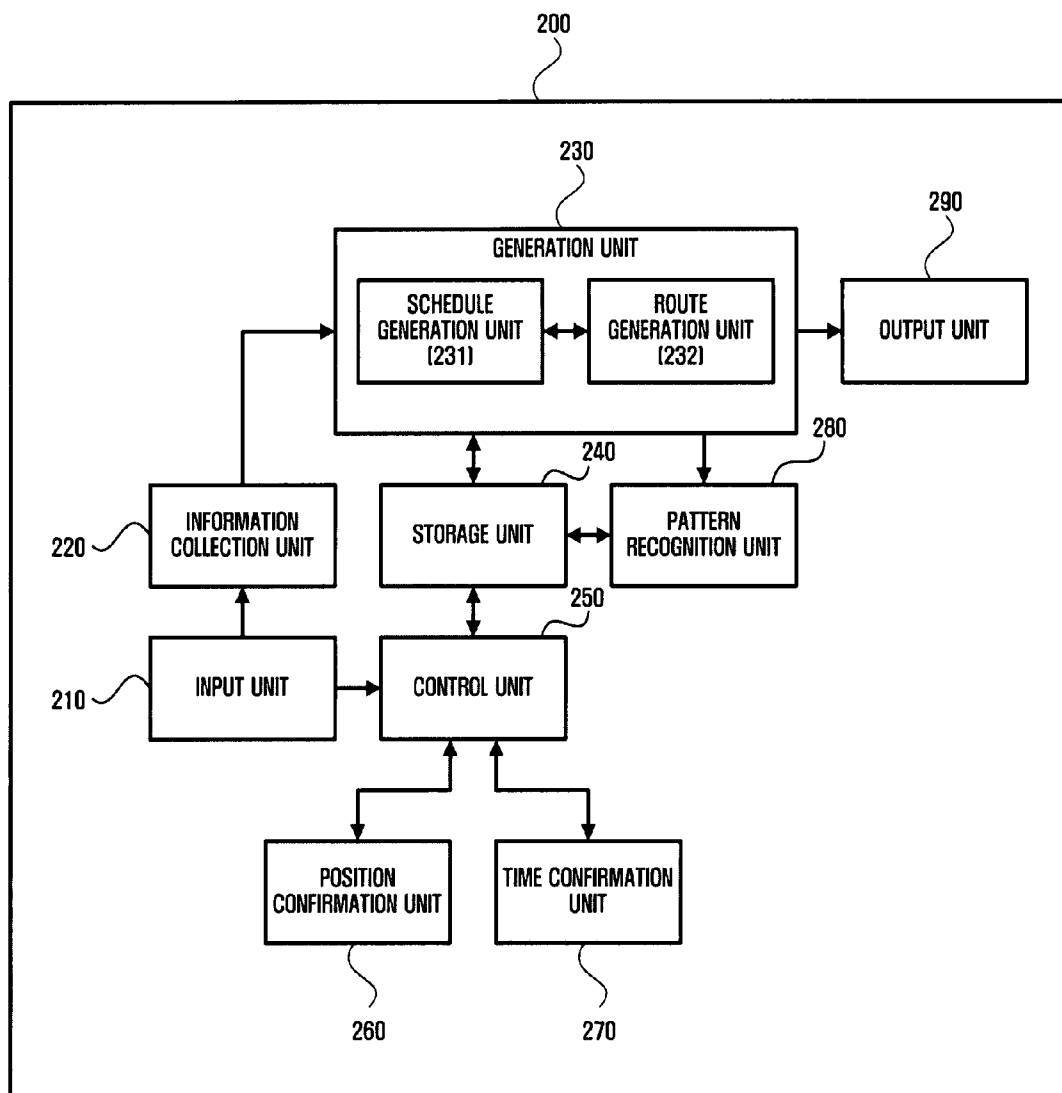 200
230
290
GENERATION UNIT
SCHEDULE
GENERATION UNIT
(231)
ROUTE
GENERATION UNIT
(232)
OUTPUT UNIT
240
280
220
INFORMATION
COLLECTION UNIT
STORAGE UNIT
PATTERN
RECOGNITION UNIT
250
210
INPUT UNIT
CONTROL UNIT
POSITION
CONFIRMATION UNIT
TIME CONFIRMATION
UNIT
260
270